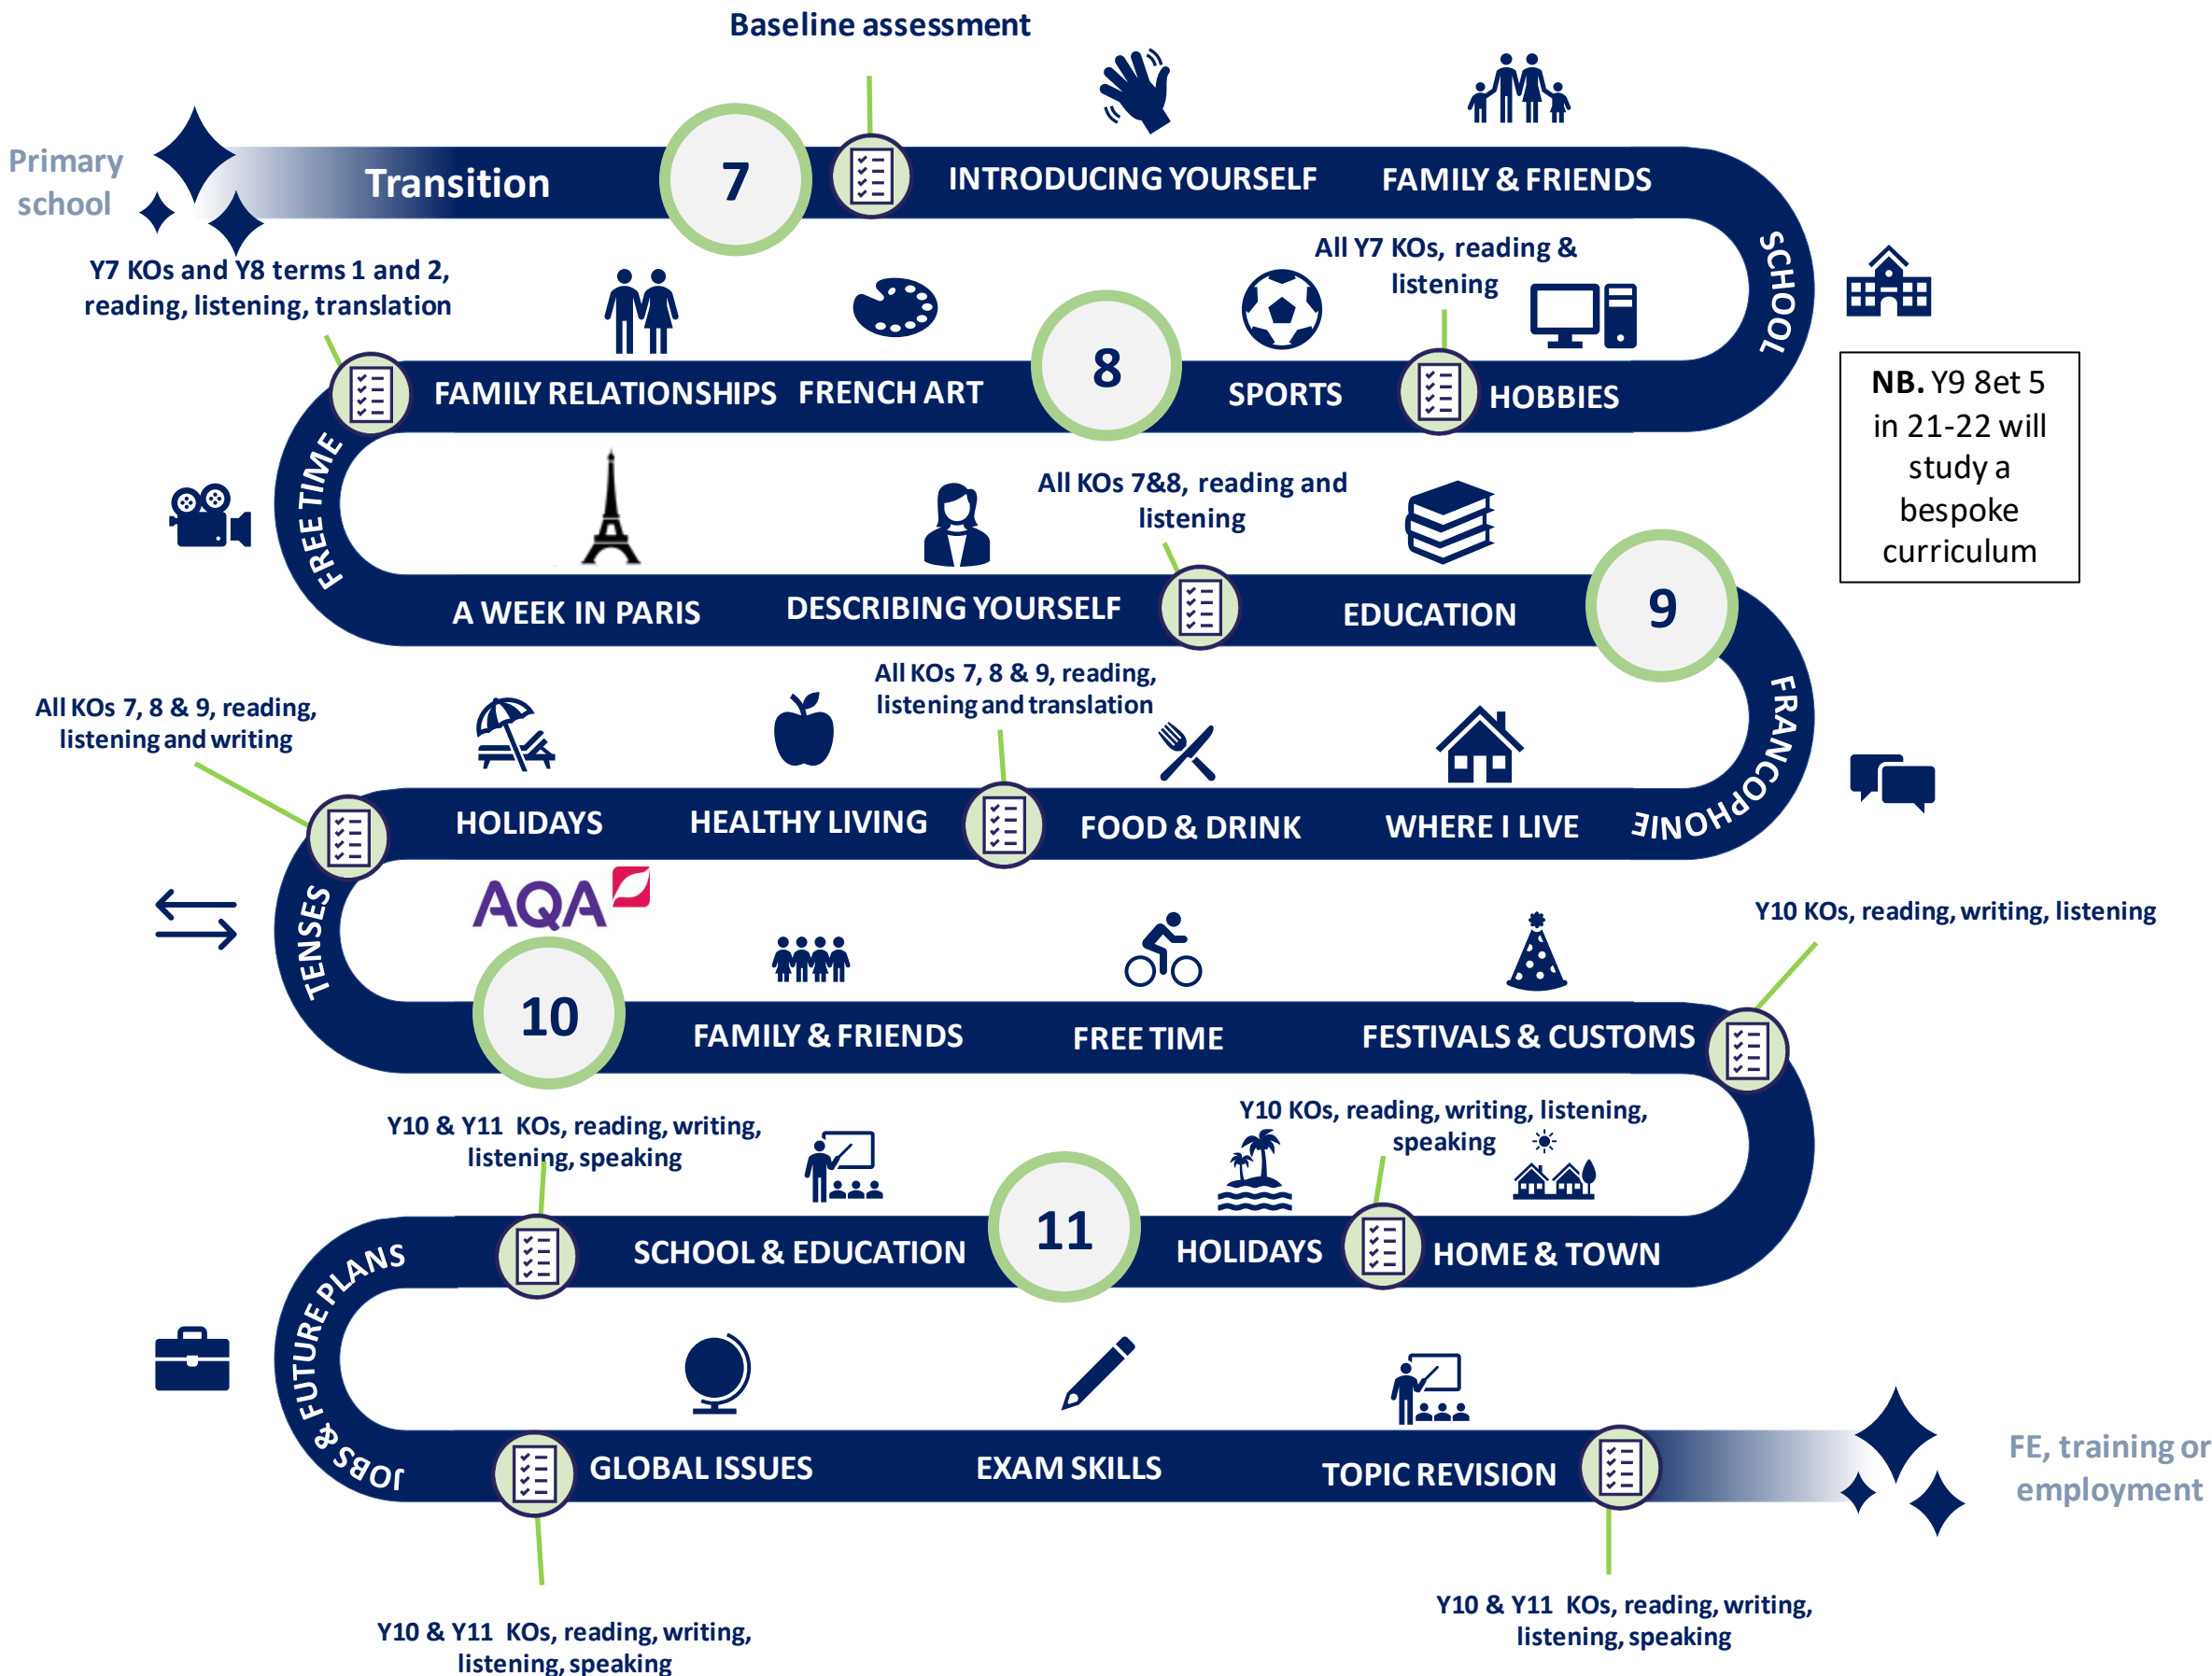 Baseline assessment
Primary
school
Transition
7
INTRODUCING YOURSELF
FAMILY & FRIENDS
SCHOOL
All Y7 KOs, reading &
listening
HOBBIES
SPORTS
8
FRENCH ART
FAMILY RELATIONSHIPS
Y7 KOs and Y8 terms 1 and 2,
reading, listening, translation
NB. Y9 8et 5
in 21-22 will
study a
bespoke
curriculum
FREE TIME
A WEEK IN PARIS
DESCRIBING YOURSELF
All KOs 7&8, reading and
listening
EDUCATION
9
FRANCOPHONIE
WHERE I LIVE
FOOD & DRINK
All KOs 7, 8 & 9, reading,
listening and translation
HEALTHY LIVING
HOLIDAYS
All KOs 7, 8 & 9, reading,
listening and writing
TENSES
AQA
10
FAMILY & FRIENDS
FREE TIME
FESTIVALS & CUSTOMS
Y10 KOs, reading, writing, listening
HOME & TOWN
Y10 KOs, reading, writing, listening,
speaking
HOLIDAYS
11
SCHOOL & EDUCATION
Y10 & Y11 KOs, reading, writing,
listening, speaking
JOBS & FUTURE PLANS
GLOBAL ISSUES
Y10 & Y11 KOs, reading, writing,
listening, speaking
EXAM SKILLS
TOPIC REVISION
Y10 & Y11 KOs, reading, writing,
listening, speaking
FE, training or
employment